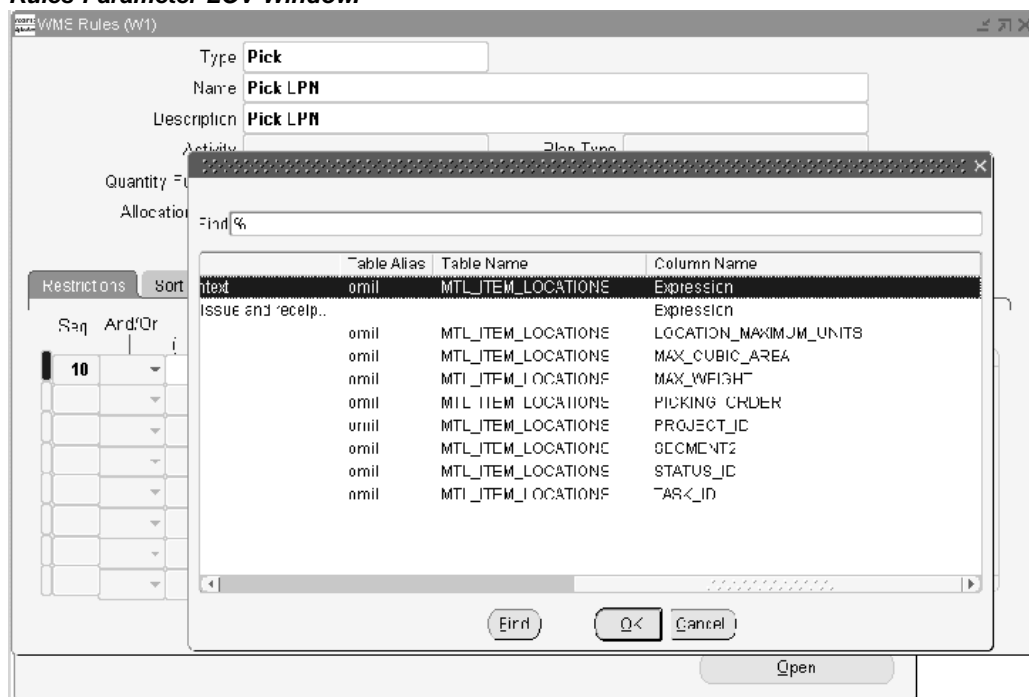 Rules Parameter LOV Window.
WMS Rules (W1)
Type Pick
Name Pick LPN
Description Pick LPN
Activity Plan Type
Quantity Fu
Allocation
Find %
Table Alias Table Name Column Name
Restrictions Sort
ntext omil MTL_ITEM_LOCATIONS Expression
Issue and receip.. Expression
Seq And/Or
omil MTL_ITEM_LOCATIONS LOCATION_MAXIMUM_UNITS
omil MTL_ITEM_LOCATIONS MAX_CUBIC_AREA
10
omil MTL_ITEM_LOCATIONS MAX_WEIGHT
omil MTL_ITEM_LOCATIONS PICKING_ORDER
omil MTL_ITEM_LOCATIONS PROJECT_ID
omil MTL_ITEM_LOCATIONS SEGMENT2
omil MTL_ITEM_LOCATIONS STATUS_ID
omil MTL_ITEM_LOCATIONS TASK_ID
Find OK Cancel
Open